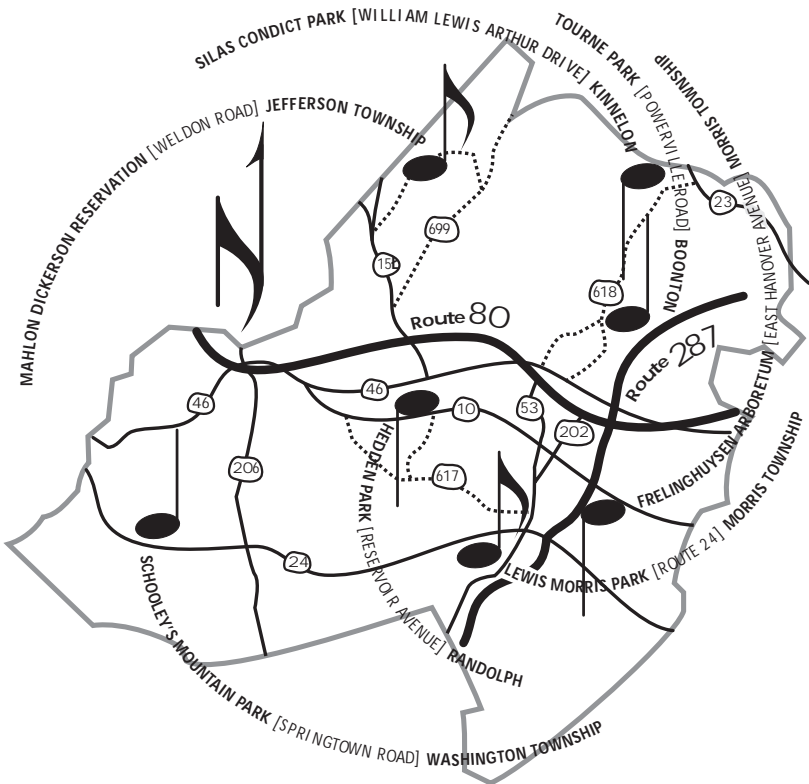 SILAS CONDICT PARK [WILLIAM LEWIS ARTHUR DRIVE] KINNELON
TOURNE PARK [POWERVILLE ROAD] BOONTON
MAHLON DICKERSON RESERVATION [WELDON ROAD] JEFFERSON TOWNSHIP
FRELINGHUYSEN ARBORETUM [EAST HANOVER AVENUE] MORRIS TOWNSHIP
23
699
15
618
Route 80
Route 287
46
46
10
53
202
206
617
HEDDEN PARK [RESERVOIR AVENUE] RANDOLPH
FRELINGHUYSEN ARBORETUM
24
LEWIS MORRIS PARK [ROUTE 24] MORRIS TOWNSHIP
SCHOOLEY'S MOUNTAIN PARK [SPRINGTOWN ROAD] WASHINGTON TOWNSHIP